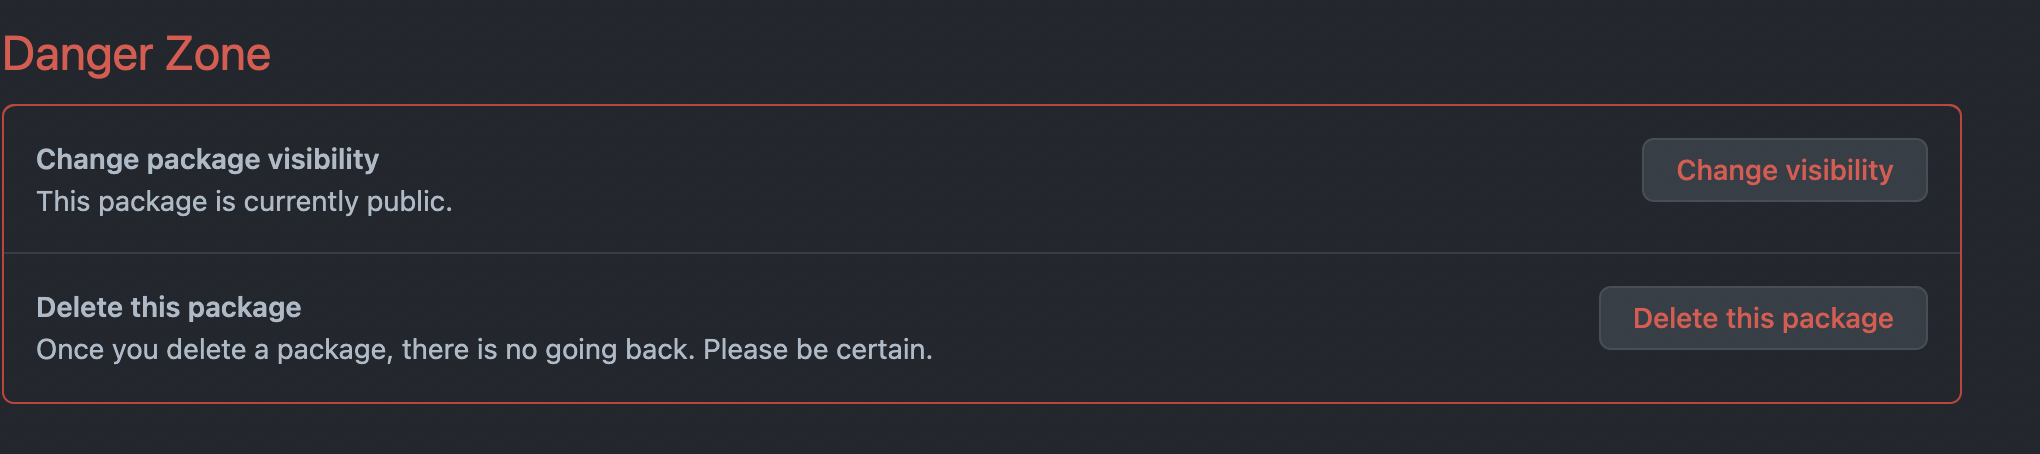 Danger Zone
Change package visibility
This package is currently public.
Change visibility
Delete this package
Once you delete a package, there is no going back. Please be certain.
Delete this package